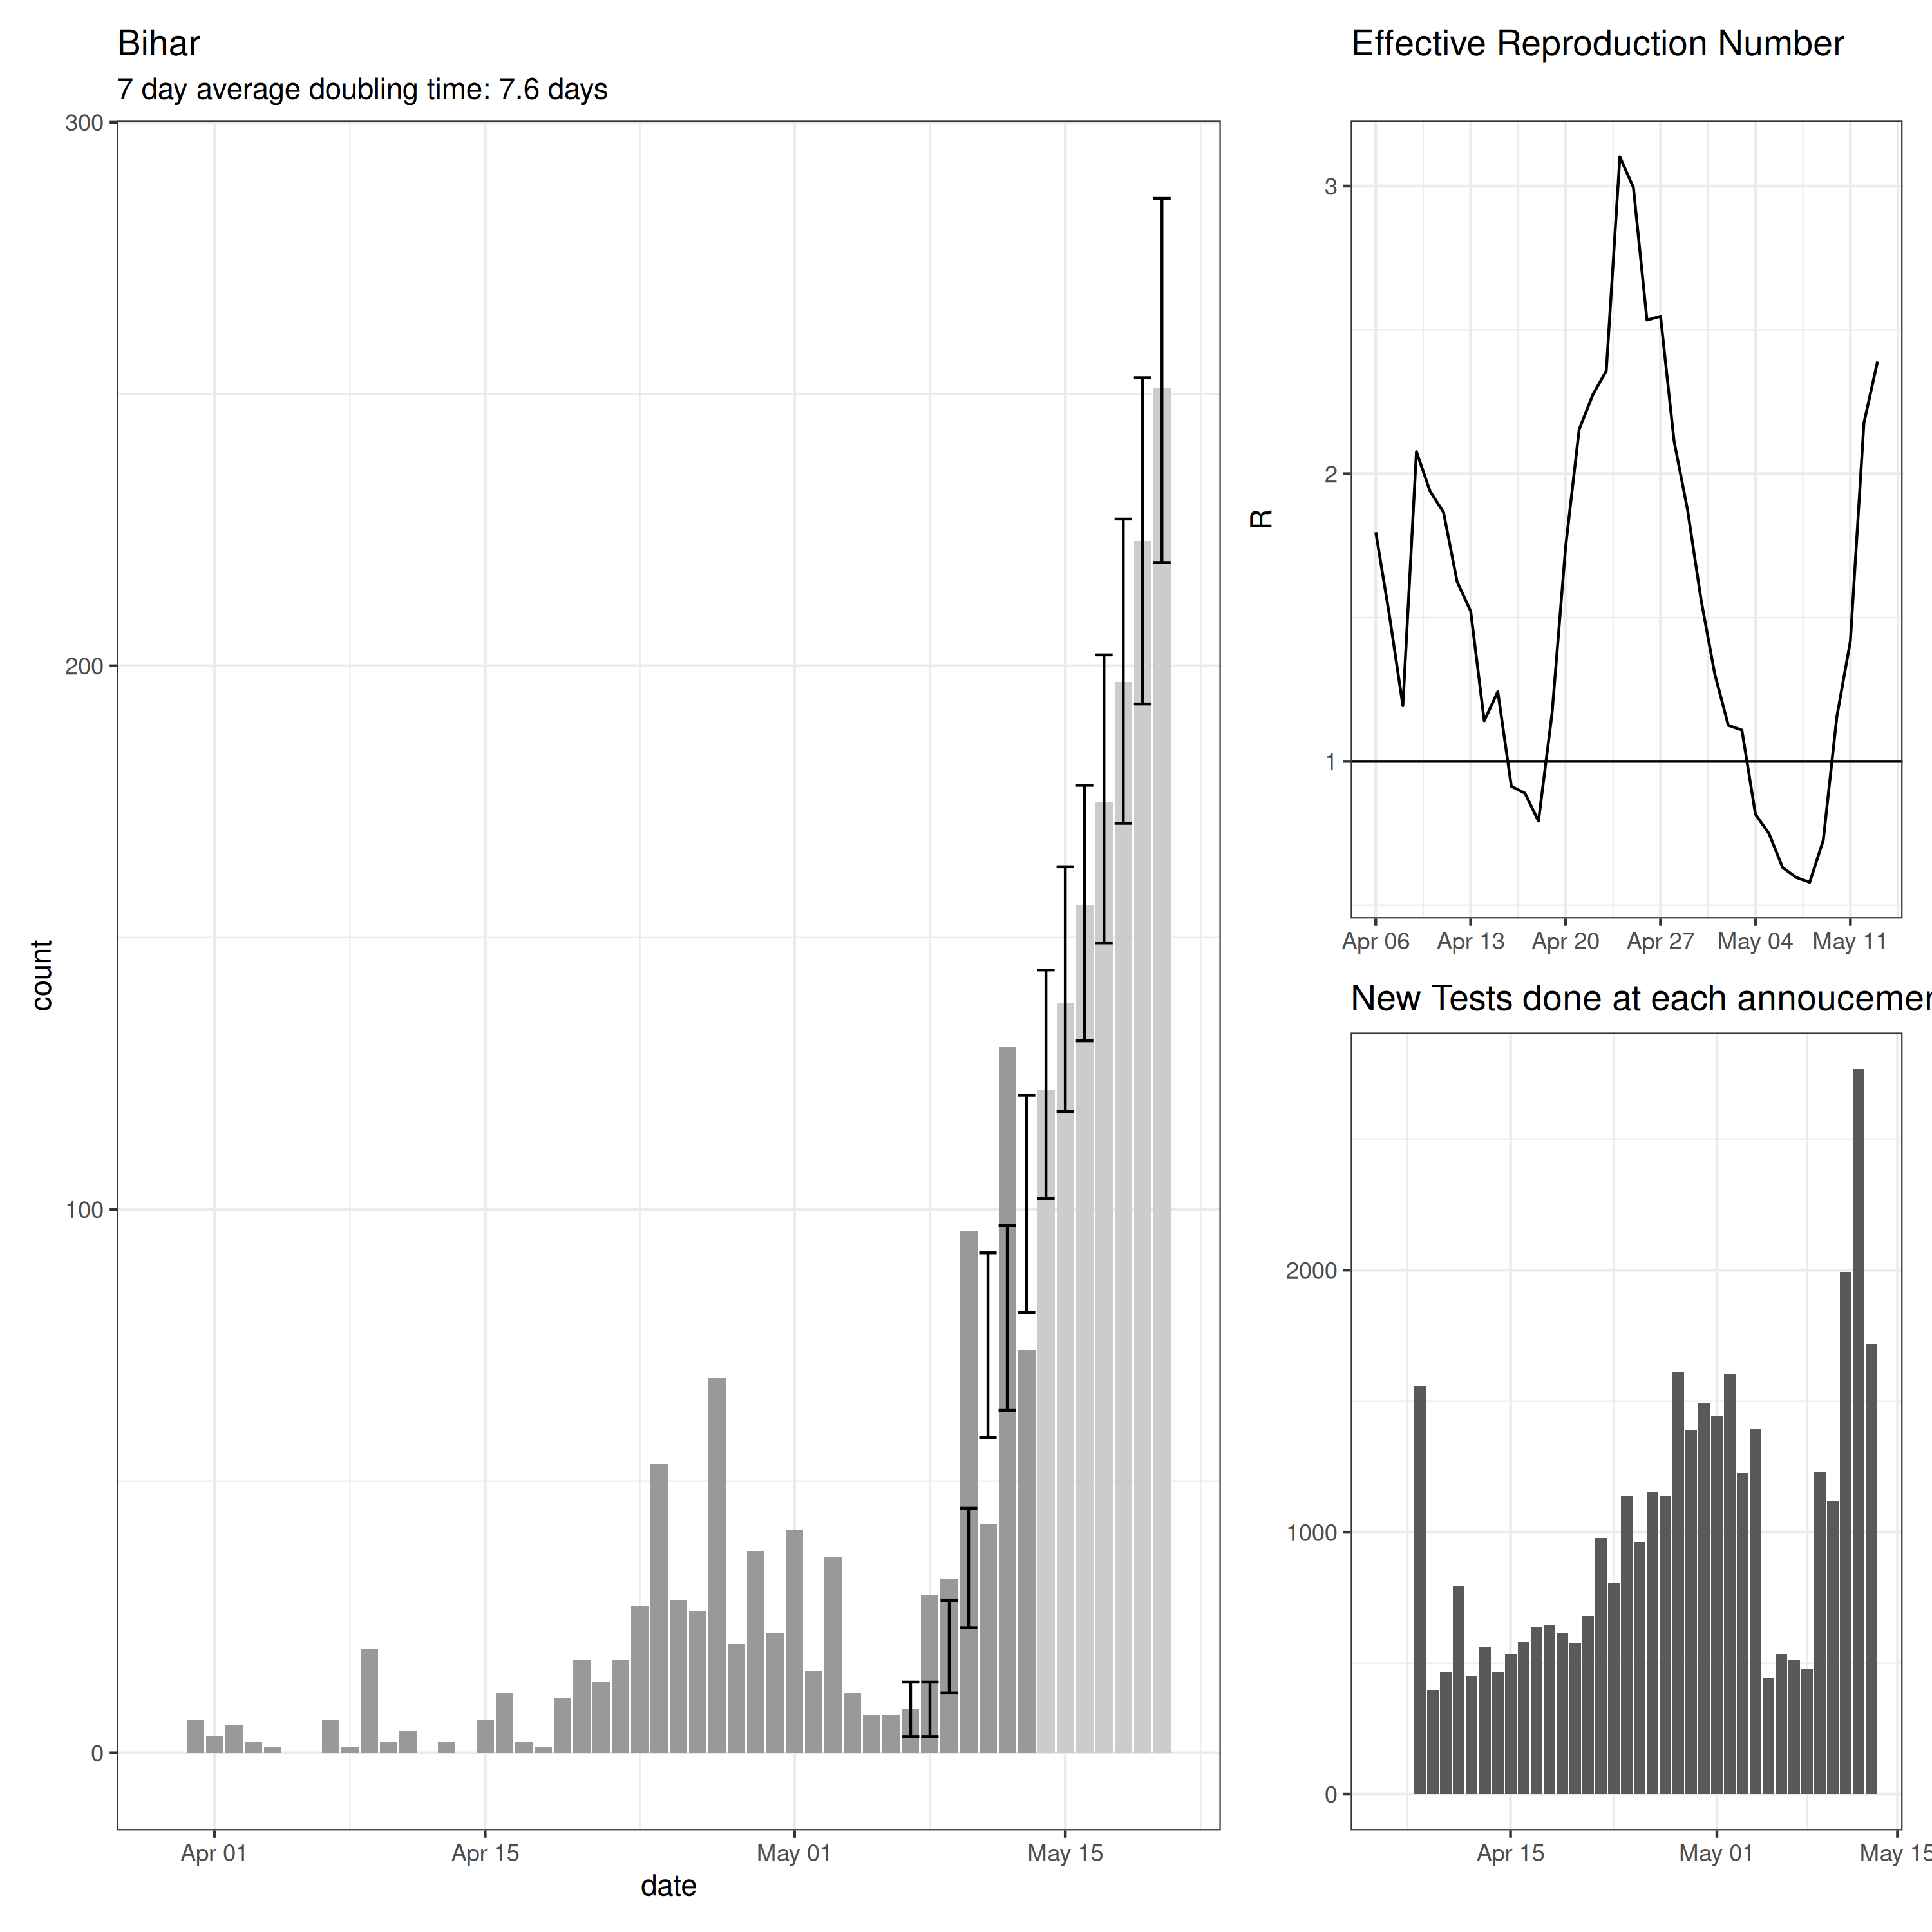 Bihar
7 day average doubling time: 7.6 days
300
200
100
0
count
Apr 01
Apr 15
May 01
May 15
date
Effective Reproduction Number
3
2
1
R
Apr 06
Apr 13
Apr 20
Apr 27
May 04
May 11
New Tests done at each annoucemen
2000
1000
0
Apr 15
May 01
May 15